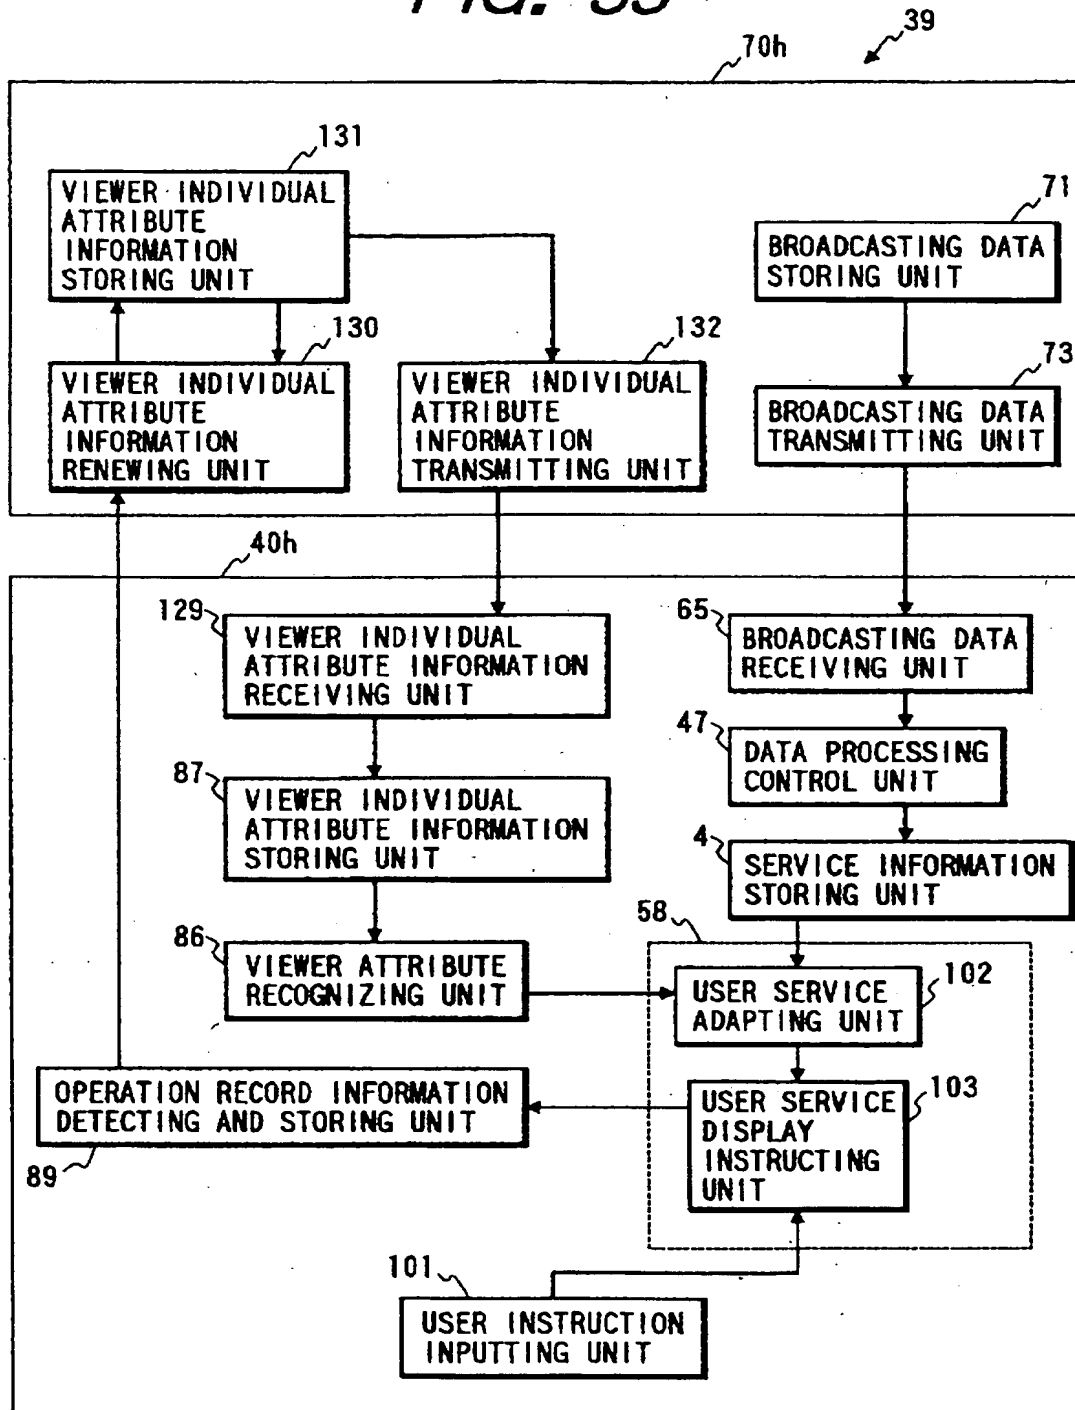 FIG. 33
39
70h
131
VIEWER INDIVIDUAL
ATTRIBUTE
INFORMATION
STORING UNIT
71
BROADCASTING DATA
STORING UNIT
130
VIEWER INDIVIDUAL
ATTRIBUTE
INFORMATION
RENEWING UNIT
132
VIEWER INDIVIDUAL
ATTRIBUTE
INFORMATION
TRANSMITTING UNIT
73
BROADCASTING DATA
TRANSMITTING UNIT
40h
129
VIEWER INDIVIDUAL
ATTRIBUTE INFORMATION
RECEIVING UNIT
65
BROADCASTING DATA
RECEIVING UNIT
47
DATA PROCESSING
CONTROL UNIT
87
VIEWER INDIVIDUAL
ATTRIBUTE INFORMATION
STORING UNIT
4
SERVICE INFORMATION
STORING UNIT
58
86
VIEWER ATTRIBUTE
RECOGNIZING UNIT
102
USER SERVICE
ADAPTING UNIT
OPERATION RECORD INFORMATION
DETECTING AND STORING UNIT
89
103
USER SERVICE
DISPLAY
INSTRUCTING
UNIT
101
USER INSTRUCTION
INPUTTING UNIT